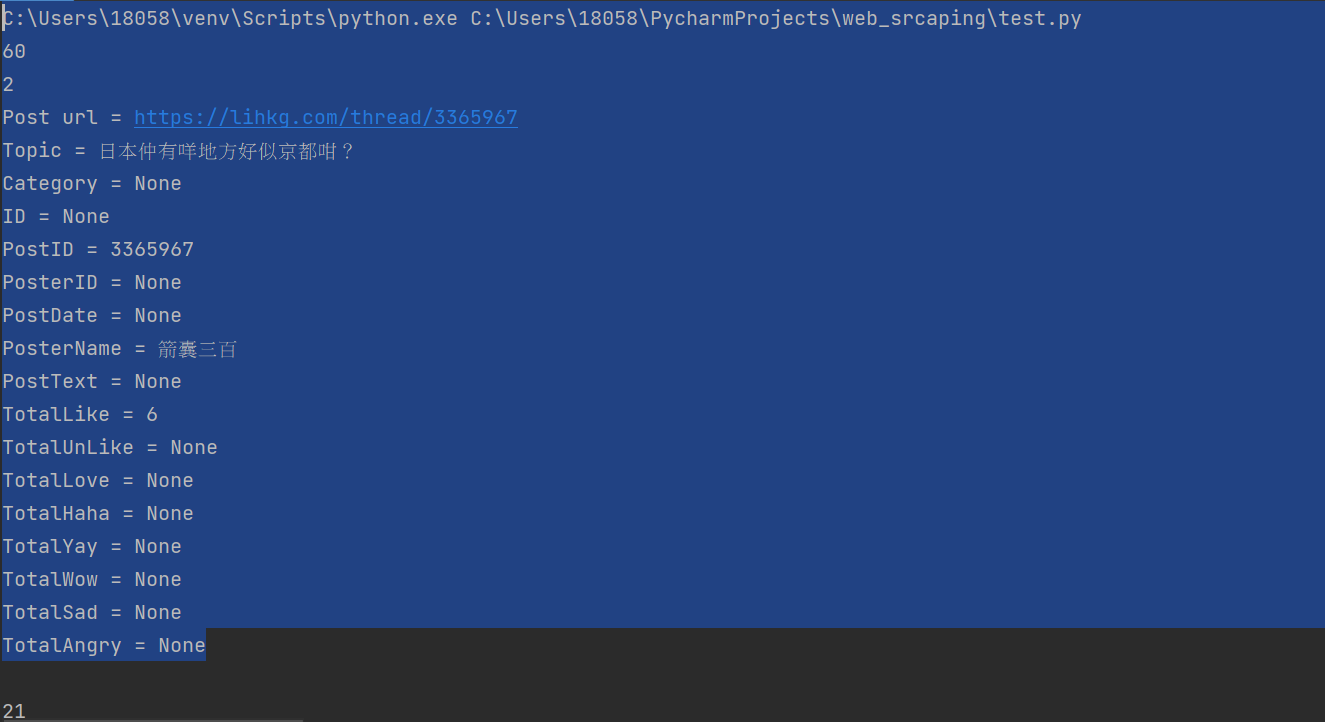 C:\Users\18058\venv\Scripts\python.exe C:\Users\18058\PycharmProjects\web_srcaping\test.py
60
2
Post url = https://lihkg.com/thread/3365967
Topic = 日本仲有咩地方好似京都咁？
Category = None
ID = None
PostID = 3365967
PosterID = None
PostDate = None
PosterName = 箭囊三百
PostText = None
TotalLike = 6
TotalUnLike = None
TotalLove = None
TotalHaha = None
TotalYay = None
TotalWow = None
TotalSad = None
TotalAngry = None
21